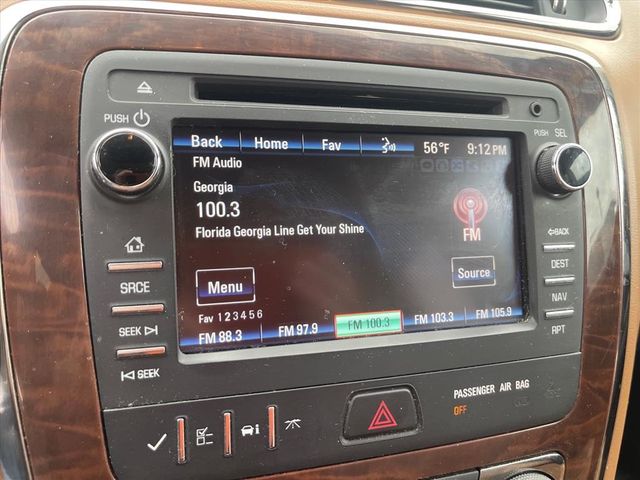 PUSH
PUSH SEL
Back Home Fav 56°F 9:12 PM
FM Audio
Georgia
100.3
Florida Georgia Line Get Your Shine
FM
Menu
Source
Fav 1 2 3 4 5 6
FM 88.3 FM 97.9 FM 100.3 FM 103.3 FM 105.9
SRCE
SEEK
SEEK
BACK
DEST
NAV
RPT
PASSENGER AIR BAG
OFF